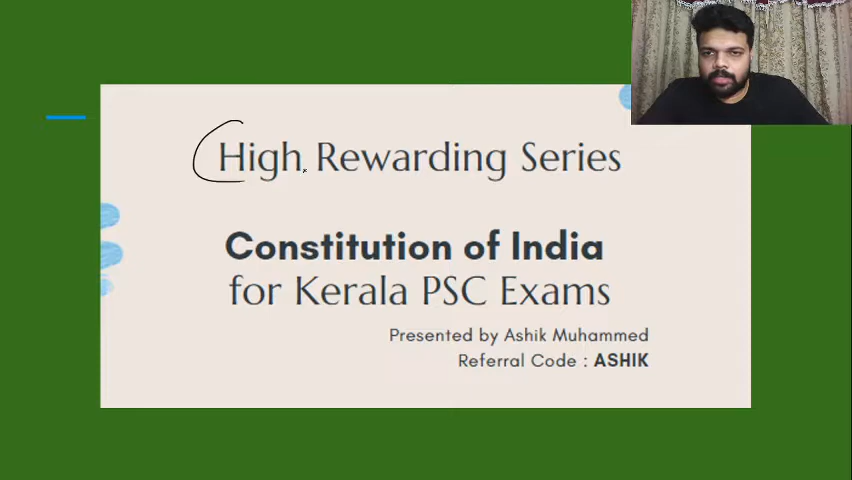 High Rewarding Series
Constitution of India
for Kerala PSC Exams
Presented by Ashik Muhammed
Referral Code : ASHIK